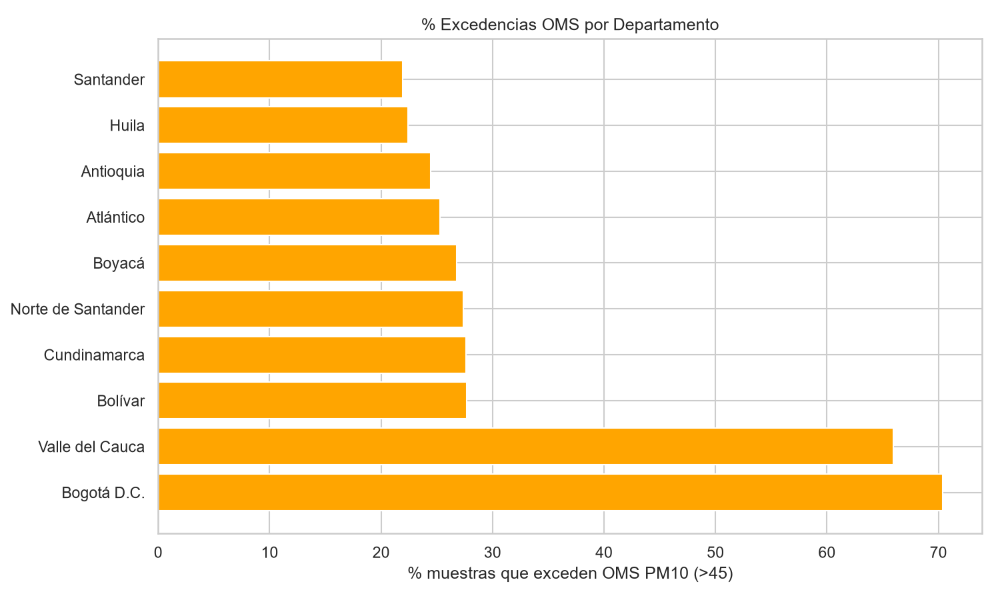 % Excedencias OMS por Departamento
Santander
Huila
Antioquia
Atlántico
Boyacá
Norte de Santander
Cundinamarca
Bolívar
Valle del Cauca
Bogotá D.C.
0 10 20 30 40 50 60 70
% muestras que exceden OMS PM10 (>45)